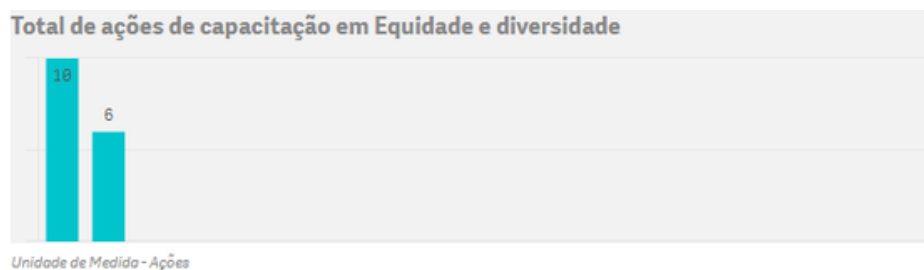 Total de ações de capacitação em Equidade e diversidade
10
6
Unidade de Medida - Ações